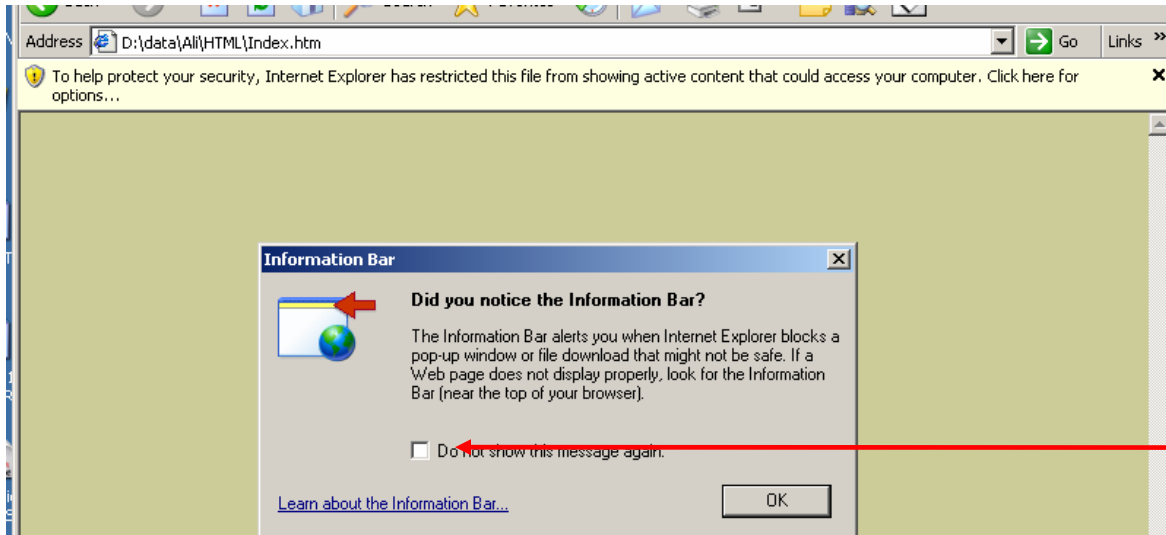 Address D:\data\Ali\HTML\Index.htm Go Links »
To help protect your security, Internet Explorer has restricted this file from showing active content that could access your computer. Click here for
options...
Information Bar
Did you notice the Information Bar?
The Information Bar alerts you when Internet Explorer blocks a
pop-up window or file download that might not be safe. If a
Web page does not display properly, look for the Information
Bar (near the top of your browser).
Do not show this message again.
Learn about the Information Bar...
OK